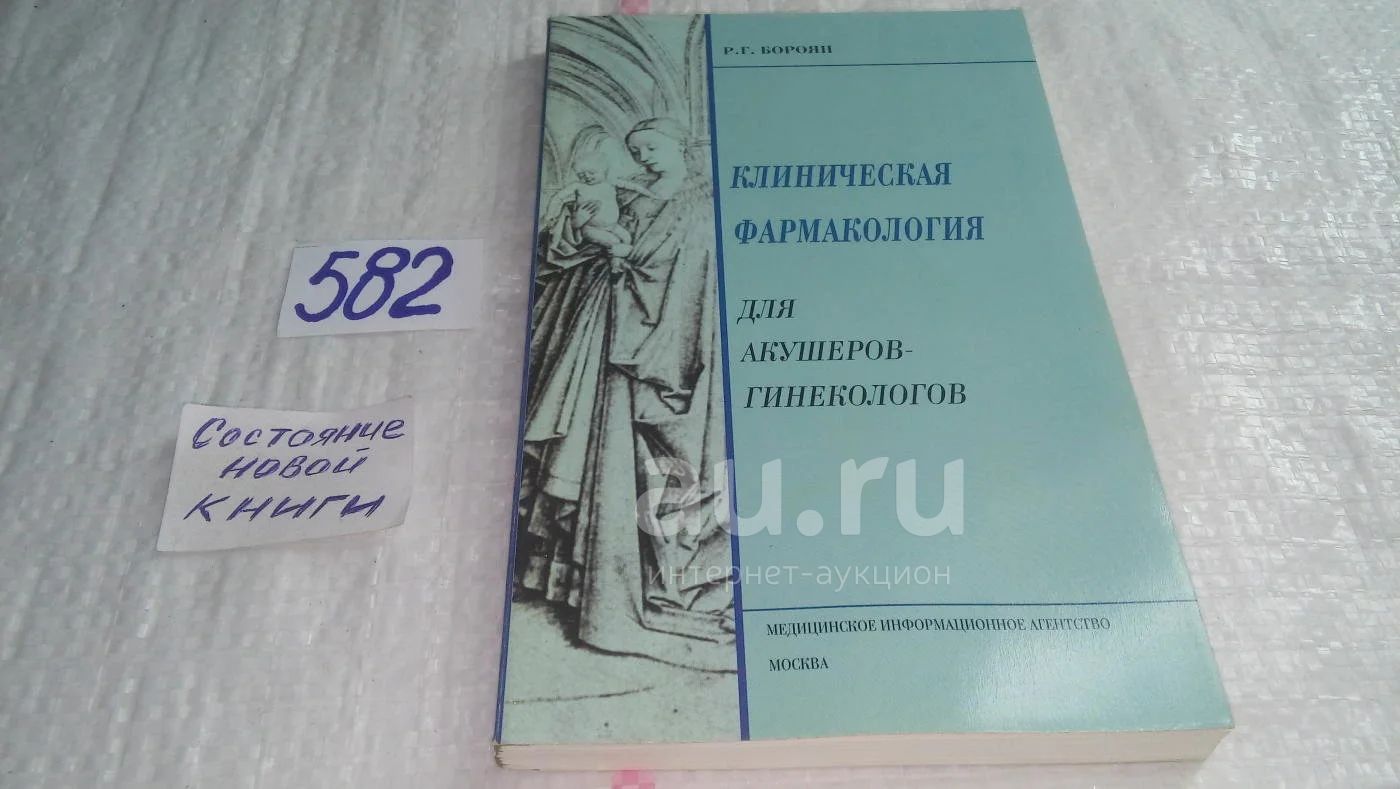 Р.Г. БОРОЯН
КЛИНИЧЕСКАЯ
ФАРМАКОЛОГИЯ
ДЛЯ
АКУШЕРОВ-
ГИНЕКОЛОГОВ
МЕДИЦИНСКОЕ ИНФОРМАЦИОННОЕ АГЕНТСТВО
МОСКВА
582
Состояние
новой
книги
au.ru
интернет-аукцион